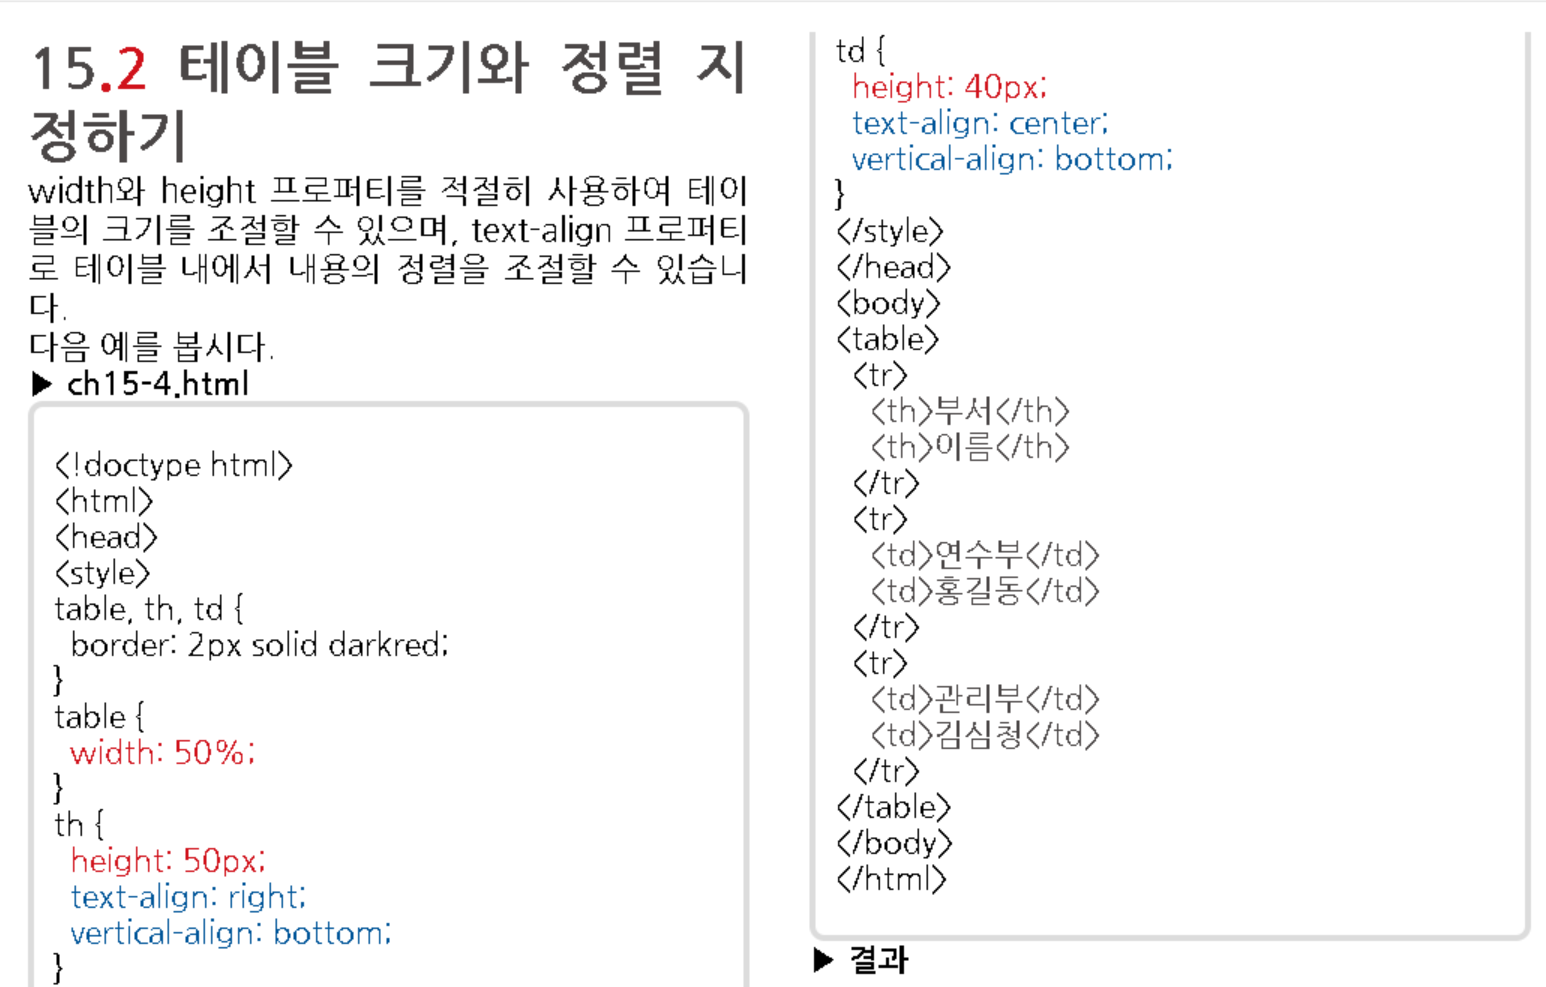 15.2 테이블 크기와 정렬 지
정하기
width와 height 프로퍼티를 적절히 사용하여 테이
블의 크기를 조절할 수 있으며, text-align 프로퍼티
로 테이블 내에서 내용의 정렬을 조절할 수 있습니
다.
다음 예를 봅시다.
▶ ch15-4.html
<!doctype html>
<html>
<head>
<style>
table, th, td {
border: 2px solid darkred;
}
table {
width: 50%;
}
th {
height: 50px;
text-align: right;
vertical-align: bottom;
}
td {
height: 40px;
text-align: center;
vertical-align: bottom;
}
</style>
</head>
<body>
<table>
<tr>
<th>부서</th>
<th>이름</th>
</tr>
<tr>
<td>연수부</td>
<td>홍길동</td>
</tr>
<tr>
<td>관리부</td>
<td>김심청</td>
</tr>
</table>
</body>
</html>
▶ 결과